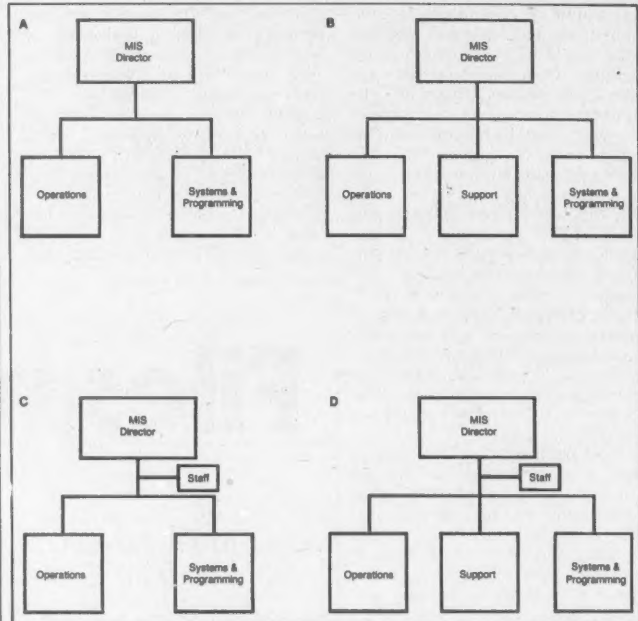 A
MIS
Director
Operations
Systems &
Programming
B
MIS
Director
Operations
Support
Systems &
Programming
C
MIS
Director
Staff
Operations
Systems &
Programming
D
MIS
Director
Staff
Operations
Support
Systems &
Programming